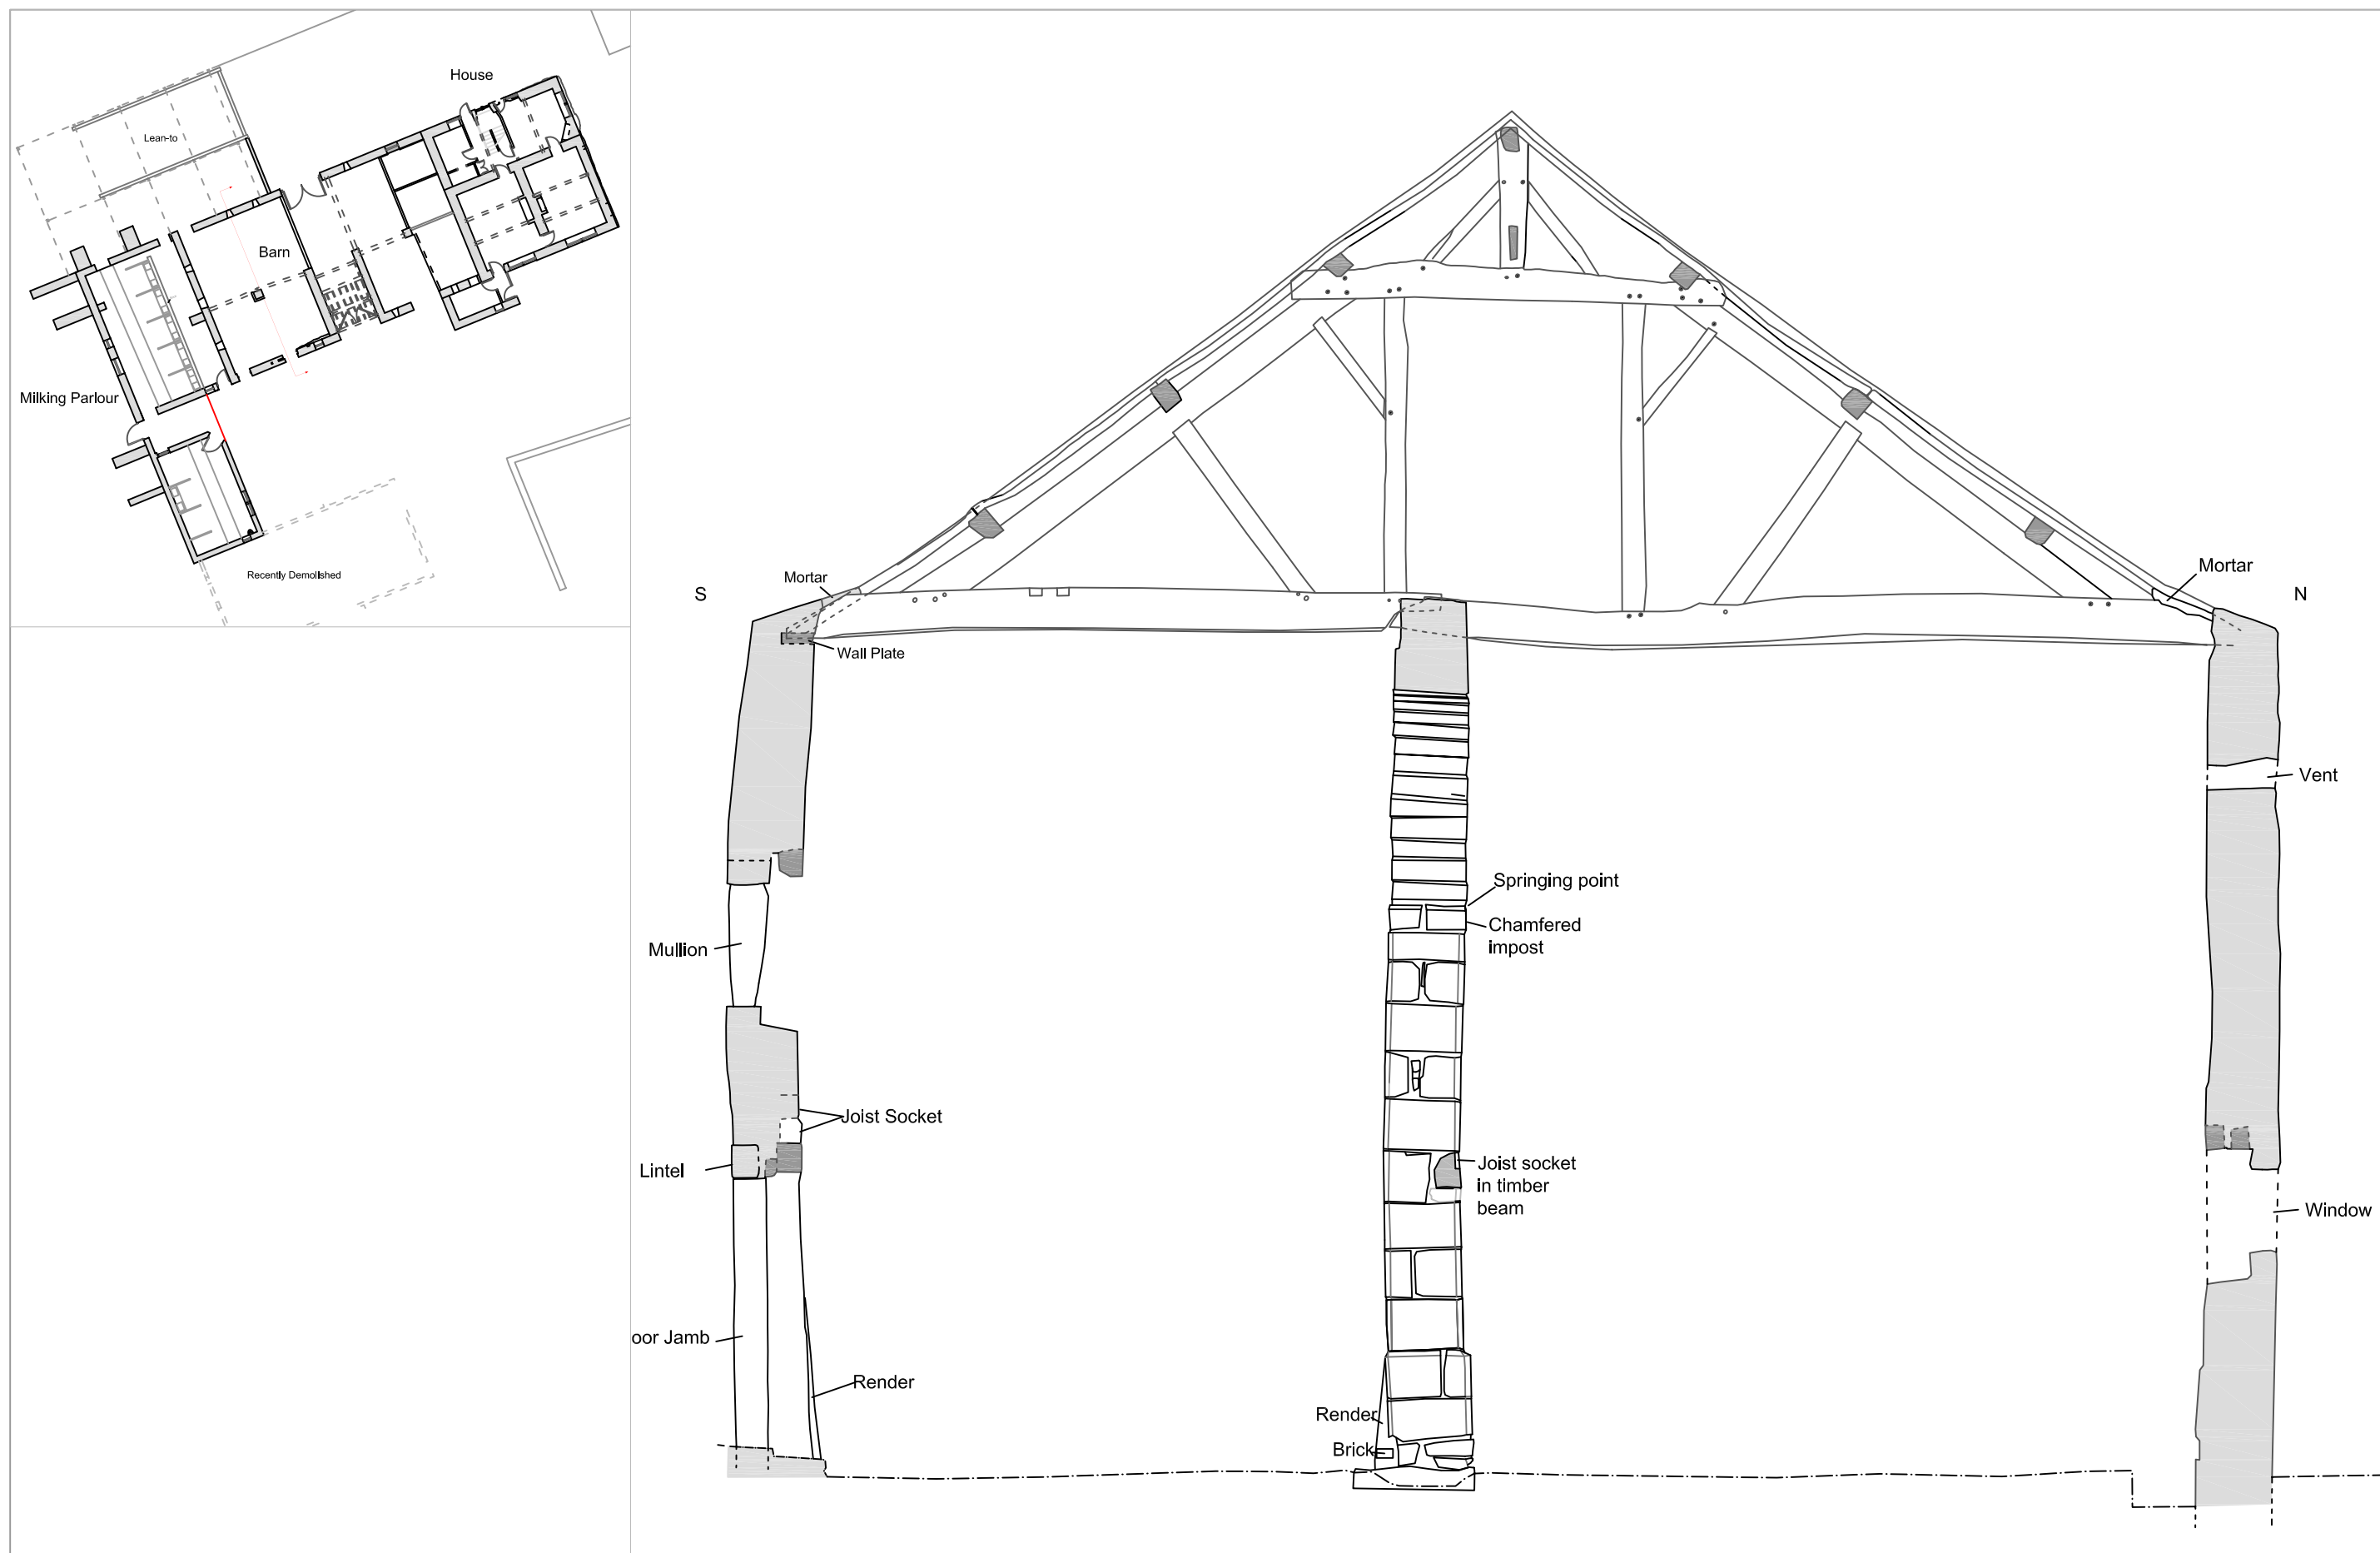 House
Lean-to
Barn
Milking Parlour
Recently Demolished
S
Mortar
Mortar
N
Wall Plate
Vent
Springing point
Chamfered
impost
Mullion
Joist Socket
Lintel
Joist socket
in timber
beam
Window
oor Jamb
Render
Render
Brick